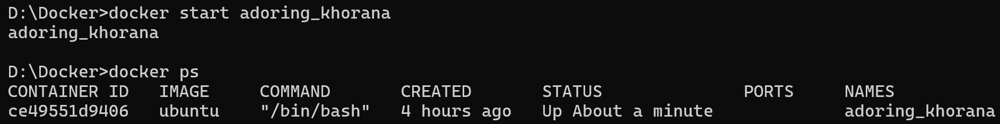 D:\Docker>docker start adoring_khorana
adoring_khorana
D:\Docker>docker ps
CONTAINER ID   IMAGE     COMMAND       CREATED       STATUS              PORTS     NAMES
ce49551d9406   ubuntu    "/bin/bash"   4 hours ago   Up About a minute             adoring_khorana